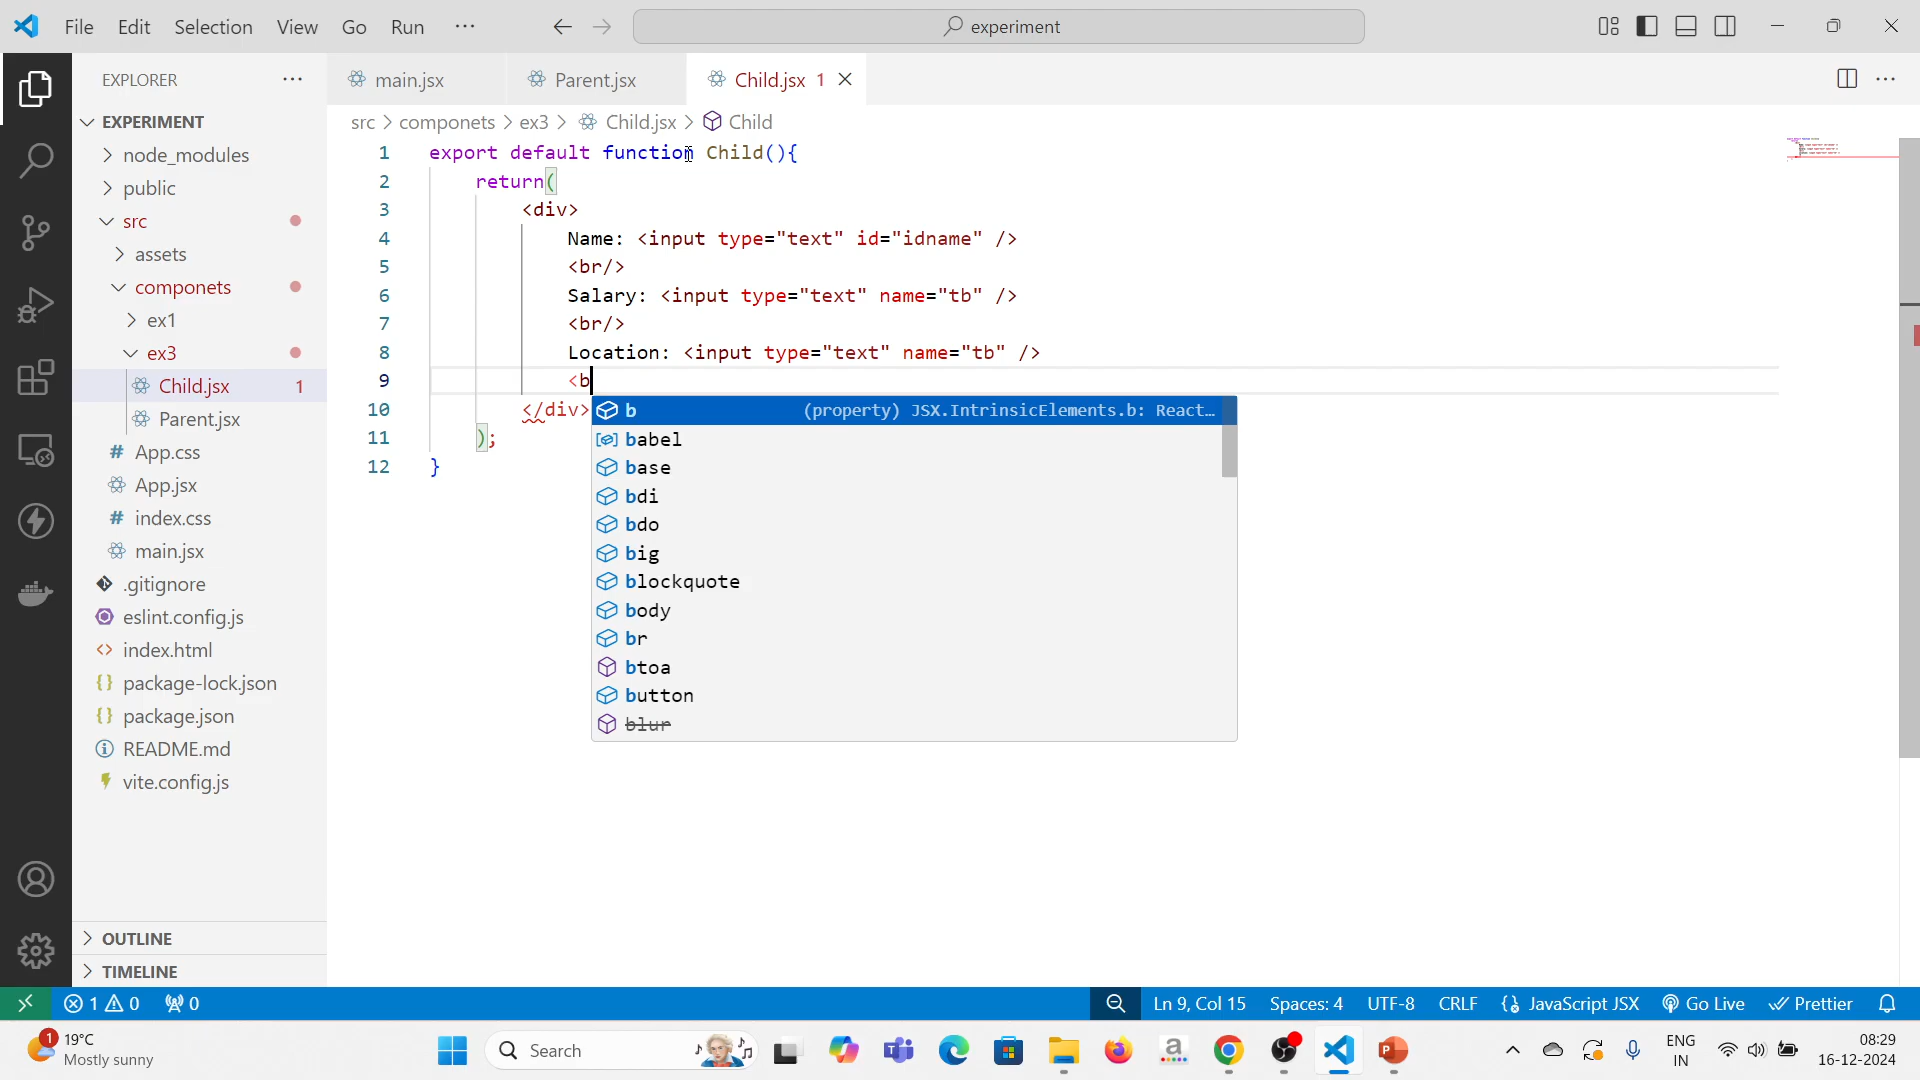 File Edit Selection View Go Run ···
experiment
EXPLORER ···
main.jsx
Parent.jsx
Child.jsx 1
src > componets > ex3 > Child.jsx > Child
EXPERIMENT
node_modules
public
src
assets
componets
ex1
ex3
Child.jsx 1
Parent.jsx
# App.css
App.jsx
# index.css
main.jsx
.gitignore
eslint.config.js
<> index.html
{} package-lock.json
{} package.json
README.md
vite.config.js
OUTLINE
TIMELINE
1 export default function Child(){
2 return(
3 <div>
4 Name: <input type="text" id="idname" />
5 <br/>
6 Salary: <input type="text" name="tb" />
7 <br/>
8 Location: <input type="text" name="tb" />
9 <b
10 </div>
11 );
12 }
b (property) JSX.IntrinsicElements.b: React...
babel
base
bdi
bdo
big
blockquote
body
br
btoa
button
blur
1 0 0
Ln 9, Col 15 Spaces: 4 UTF-8 CRLF {} JavaScript JSX Go Live Prettier
1
19°C
Mostly sunny
Search
ENG
IN
08:29
16-12-2024